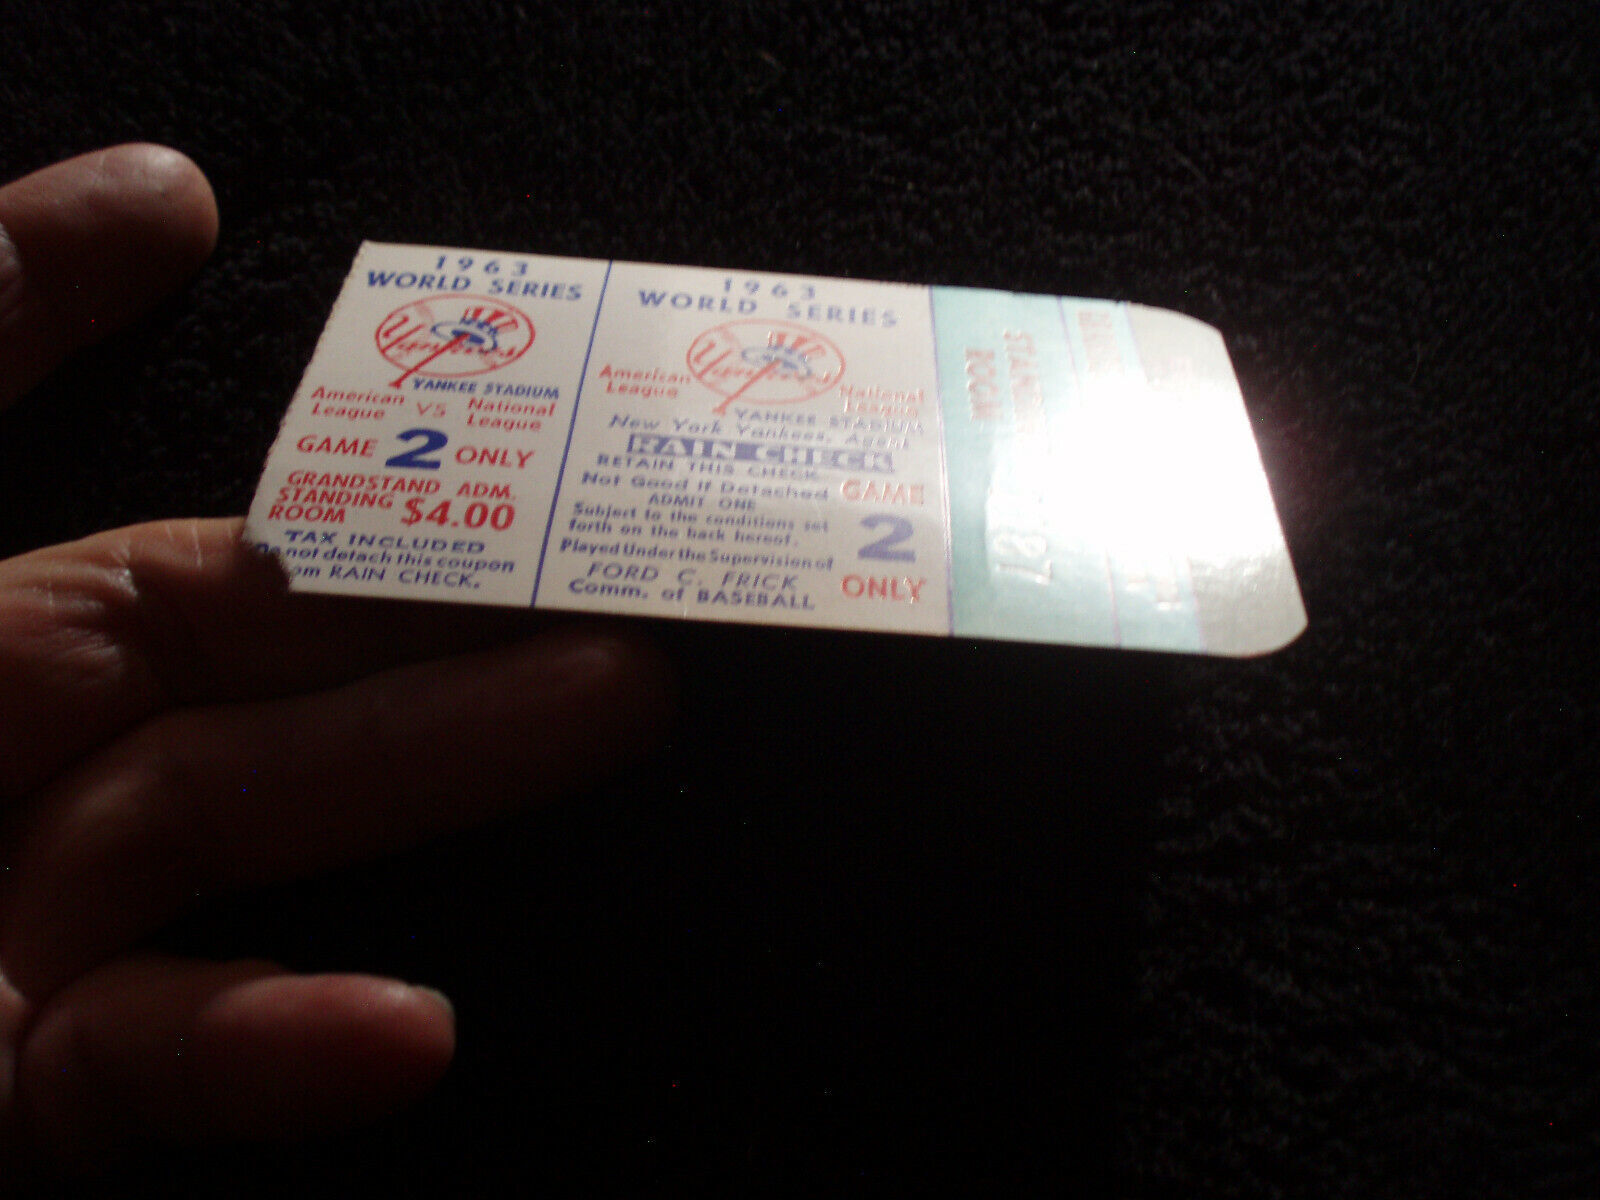 1963
WORLD SERIES
Yankees
YANKEE STADIUM
American League VS National League
GAME 2 ONLY
GRANDSTAND ADM.
STANDING ROOM $4.00
TAX INCLUDED
Do not detach this coupon
from RAIN CHECK.
1963
WORLD SERIES
Yankees
American League
National League
YANKEE STADIUM
New York Yankees, Agent
RAIN CHECK
RETAIN THIS CHECK
Not Good If Detached
ADMIT ONE
Subject to the conditions set
forth on the back hereof.
Played Under the Supervision of
FORD C. FRICK
Comm. of BASEBALL
GAME
2
ONLY
ROOM